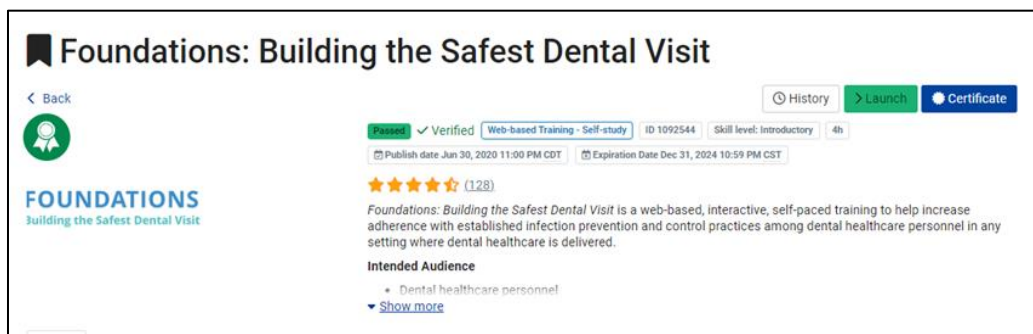 Foundations: Building the Safest Dental Visit
Back
History
Launch
Certificate
Passed Verified Web-based Training - Self-study ID 1092544 Skill level: Introductory 4h
Publish date Jun 30, 2020 11:00 PM CDT Expiration Date Dec 31, 2024 10:59 PM CST
(128)
FOUNDATIONS
Building the Safest Dental Visit
Foundations: Building the Safest Dental Visit is a web-based, interactive, self-paced training to help increase
adherence with established infection prevention and control practices among dental healthcare personnel in any
setting where dental healthcare is delivered.
Intended Audience
• Dental healthcare personnel
Show more